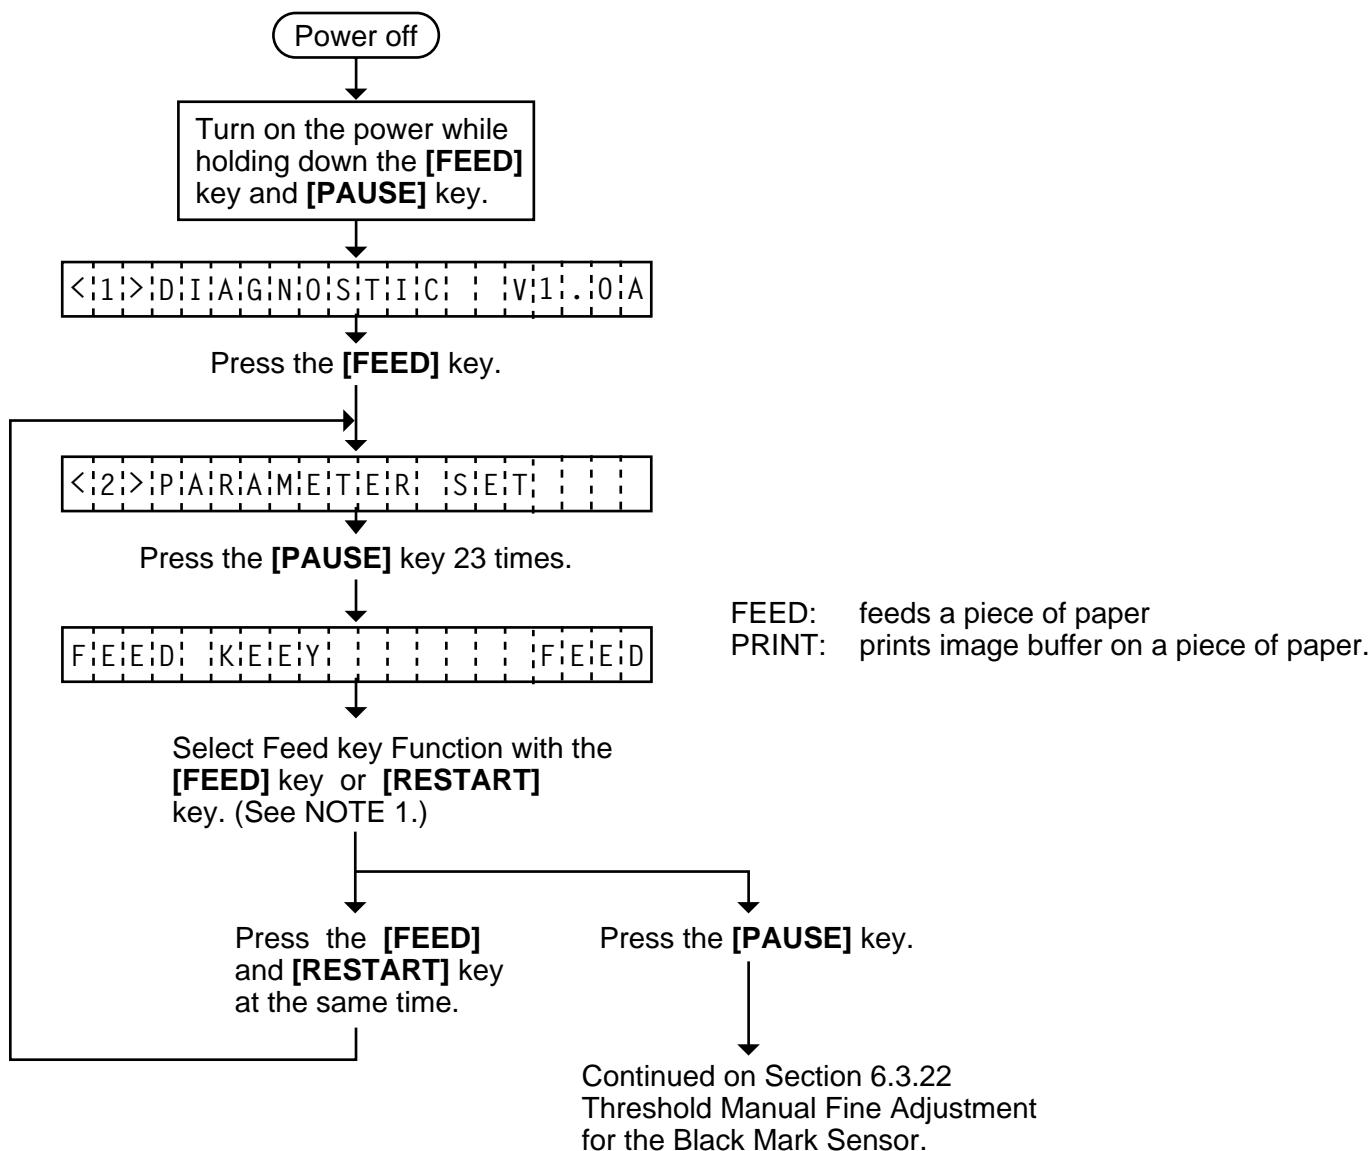 Power off
Turn on the power while
holding down the [FEED]
key and [PAUSE] key.
<1>DIAGNOSTIC  V1.0A
Press the [FEED] key.
<2>PARAMETER SET
Press the [PAUSE] key 23 times.
FEED KEEY       FEED
FEED: feeds a piece of paper
PRINT: prints image buffer on a piece of paper.
Select Feed key Function with the
[FEED] key or [RESTART]
key. (See NOTE 1.)
Press the [FEED]
and [RESTART] key
at the same time.
Press the [PAUSE] key.
Continued on Section 6.3.22
Threshold Manual Fine Adjustment
for the Black Mark Sensor.